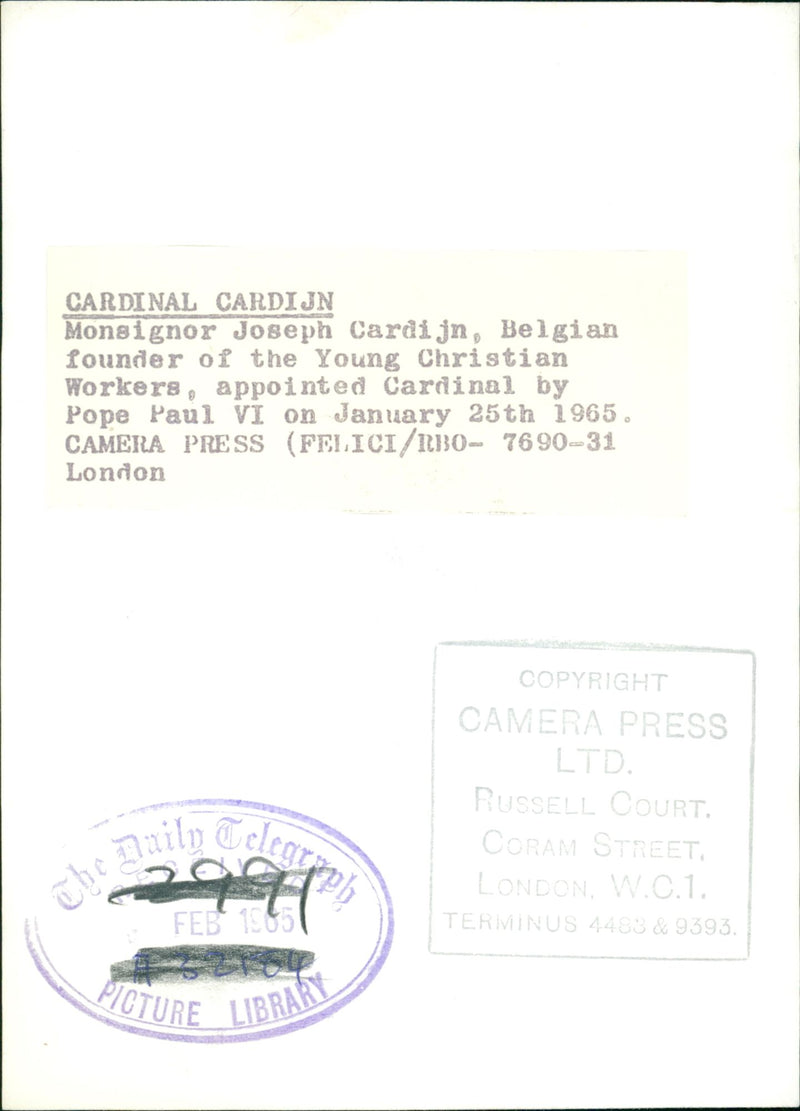 CARDINAL CARDIJN
Monsignor Joseph Cardijn, Belgian
founder of the Young Christian
Workers, appointed Cardinal by
Pope Paul VI on January 25th 1965.
CAMERA PRESS (FELICI/RBO- 7690-31
London
COPYRIGHT
CAMERA PRESS
LTD.
RUSSELL COURT.
CORAM STREET,
LONDON, W.C.1.
TERMINUS 4483 & 9393.
The Daily Telegraph
2991
FEB 1965
PICTURE LIBRARY